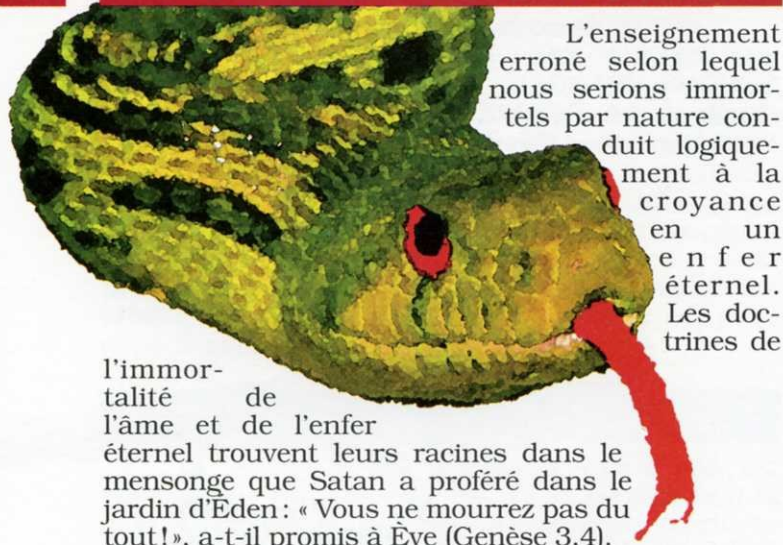 L'enseignement
erroné selon lequel
nous serions immor-
tels par nature con-
duit logique-
ment à la
croyance
en un
enfer
éternel.
Les doc-
trines de
l'immor-
talité de
l'âme et de l'enfer
éternel trouvent leurs racines dans le
mensonge que Satan a proféré dans le
jardin d'Éden : « Vous ne mourrez pas du
tout ! », a-t-il promis à Ève (Genèse 3.4).